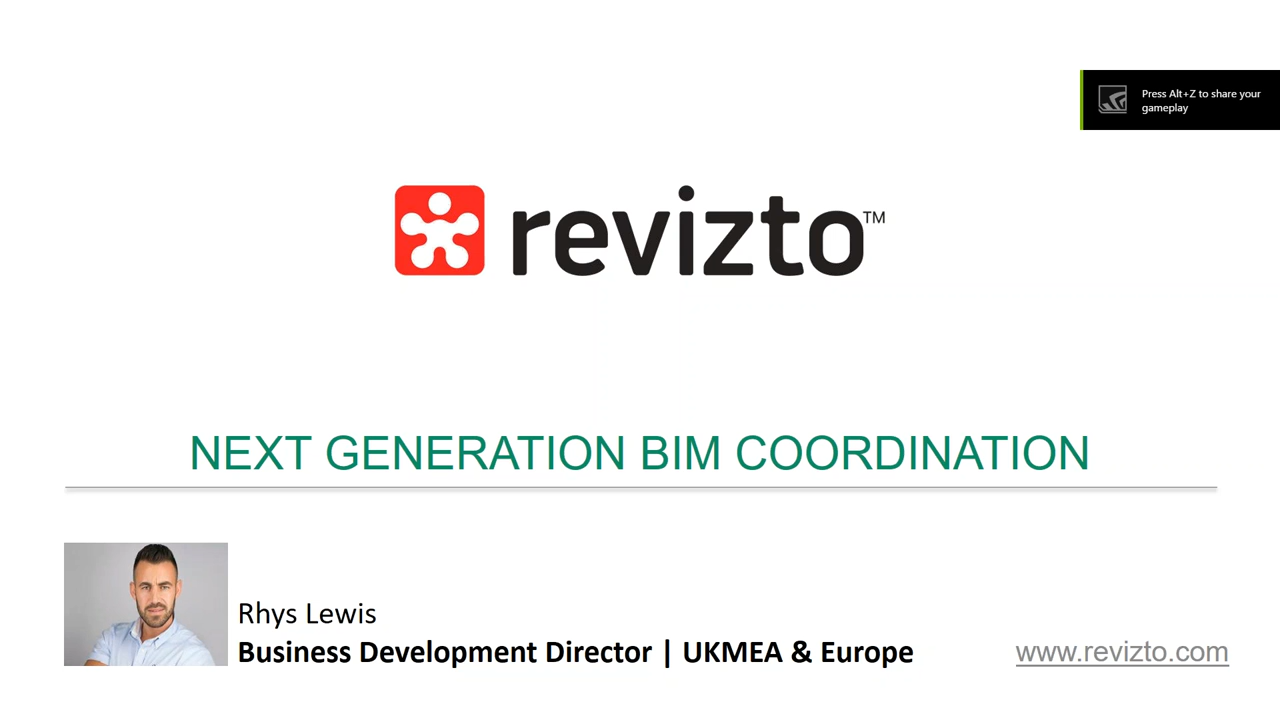 Press Alt+Z to share your
gameplay
revizto™
NEXT GENERATION BIM COORDINATION
Rhys Lewis
Business Development Director | UKMEA & Europe
www.revizto.com